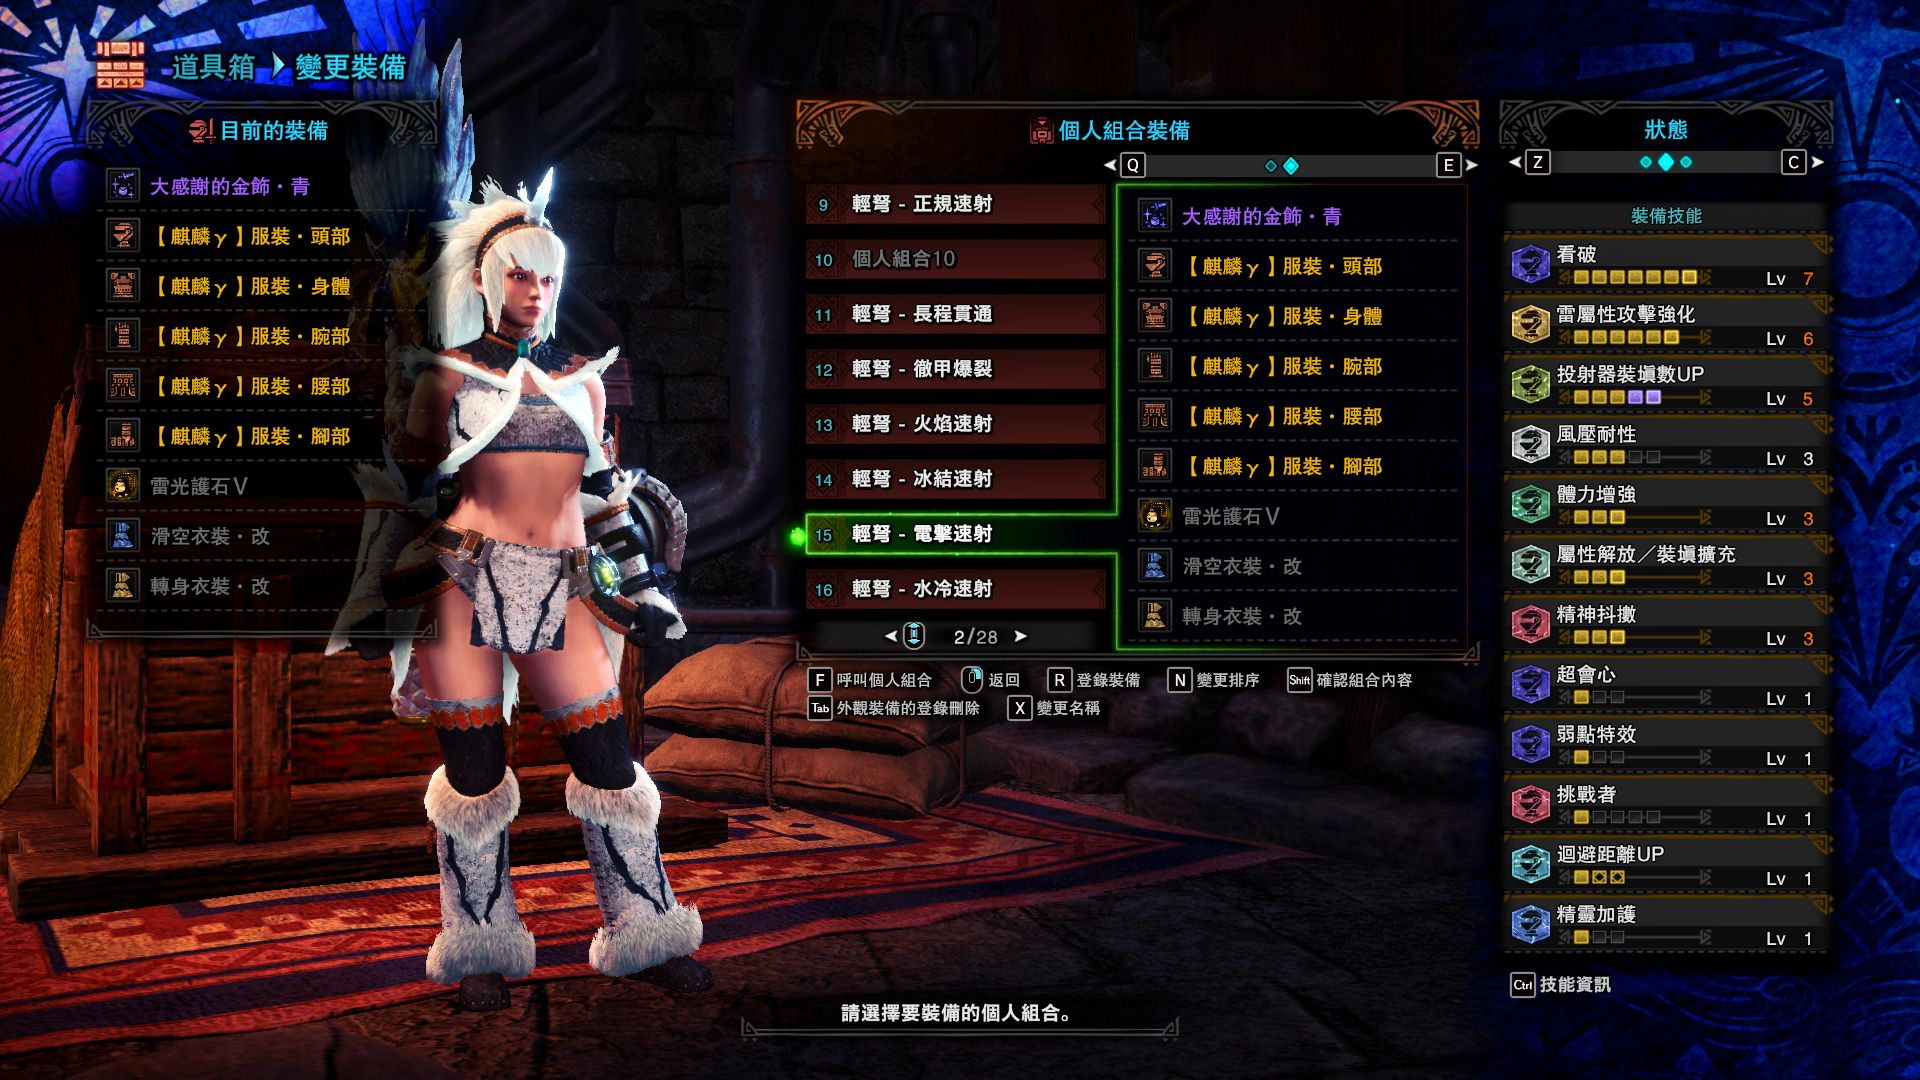 道具箱 變更裝備
目前的裝備
大感謝的金飾・青
【麒麟γ】服裝・頭部
【麒麟γ】服裝・身體
【麒麟γ】服裝・腕部
【麒麟γ】服裝・腰部
【麒麟γ】服裝・腳部
雷光護石Ⅴ
滑空衣裝・改
轉身衣裝・改
個人組合裝備
Q E
9 輕弩 - 正規速射
10 個人組合10
11 輕弩 - 長程貫通
12 輕弩 - 徹甲爆裂
13 輕弩 - 火焰速射
14 輕弩 - 冰結速射
15 輕弩 - 電擊速射
16 輕弩 - 水冷速射
2/28
大感謝的金飾・青
【麒麟γ】服裝・頭部
【麒麟γ】服裝・身體
【麒麟γ】服裝・腕部
【麒麟γ】服裝・腰部
【麒麟γ】服裝・腳部
雷光護石Ⅴ
滑空衣裝・改
轉身衣裝・改
F 呼叫個人組合 返回 R 登錄裝備 N 變更排序 Shift 確認組合內容
Tab 外觀裝備的登錄刪除 X 變更名稱
狀態
Z C
裝備技能
看破
Lv 7
雷屬性攻擊強化
Lv 6
投射器裝填數UP
Lv 5
風壓耐性
Lv 3
體力增強
Lv 3
屬性解放／裝填擴充
Lv 3
精神抖擻
Lv 3
超會心
Lv 1
弱點特效
Lv 1
挑戰者
Lv 1
迴避距離UP
Lv 1
精靈加護
Lv 1
Ctrl 技能資訊
請選擇要裝備的個人組合。